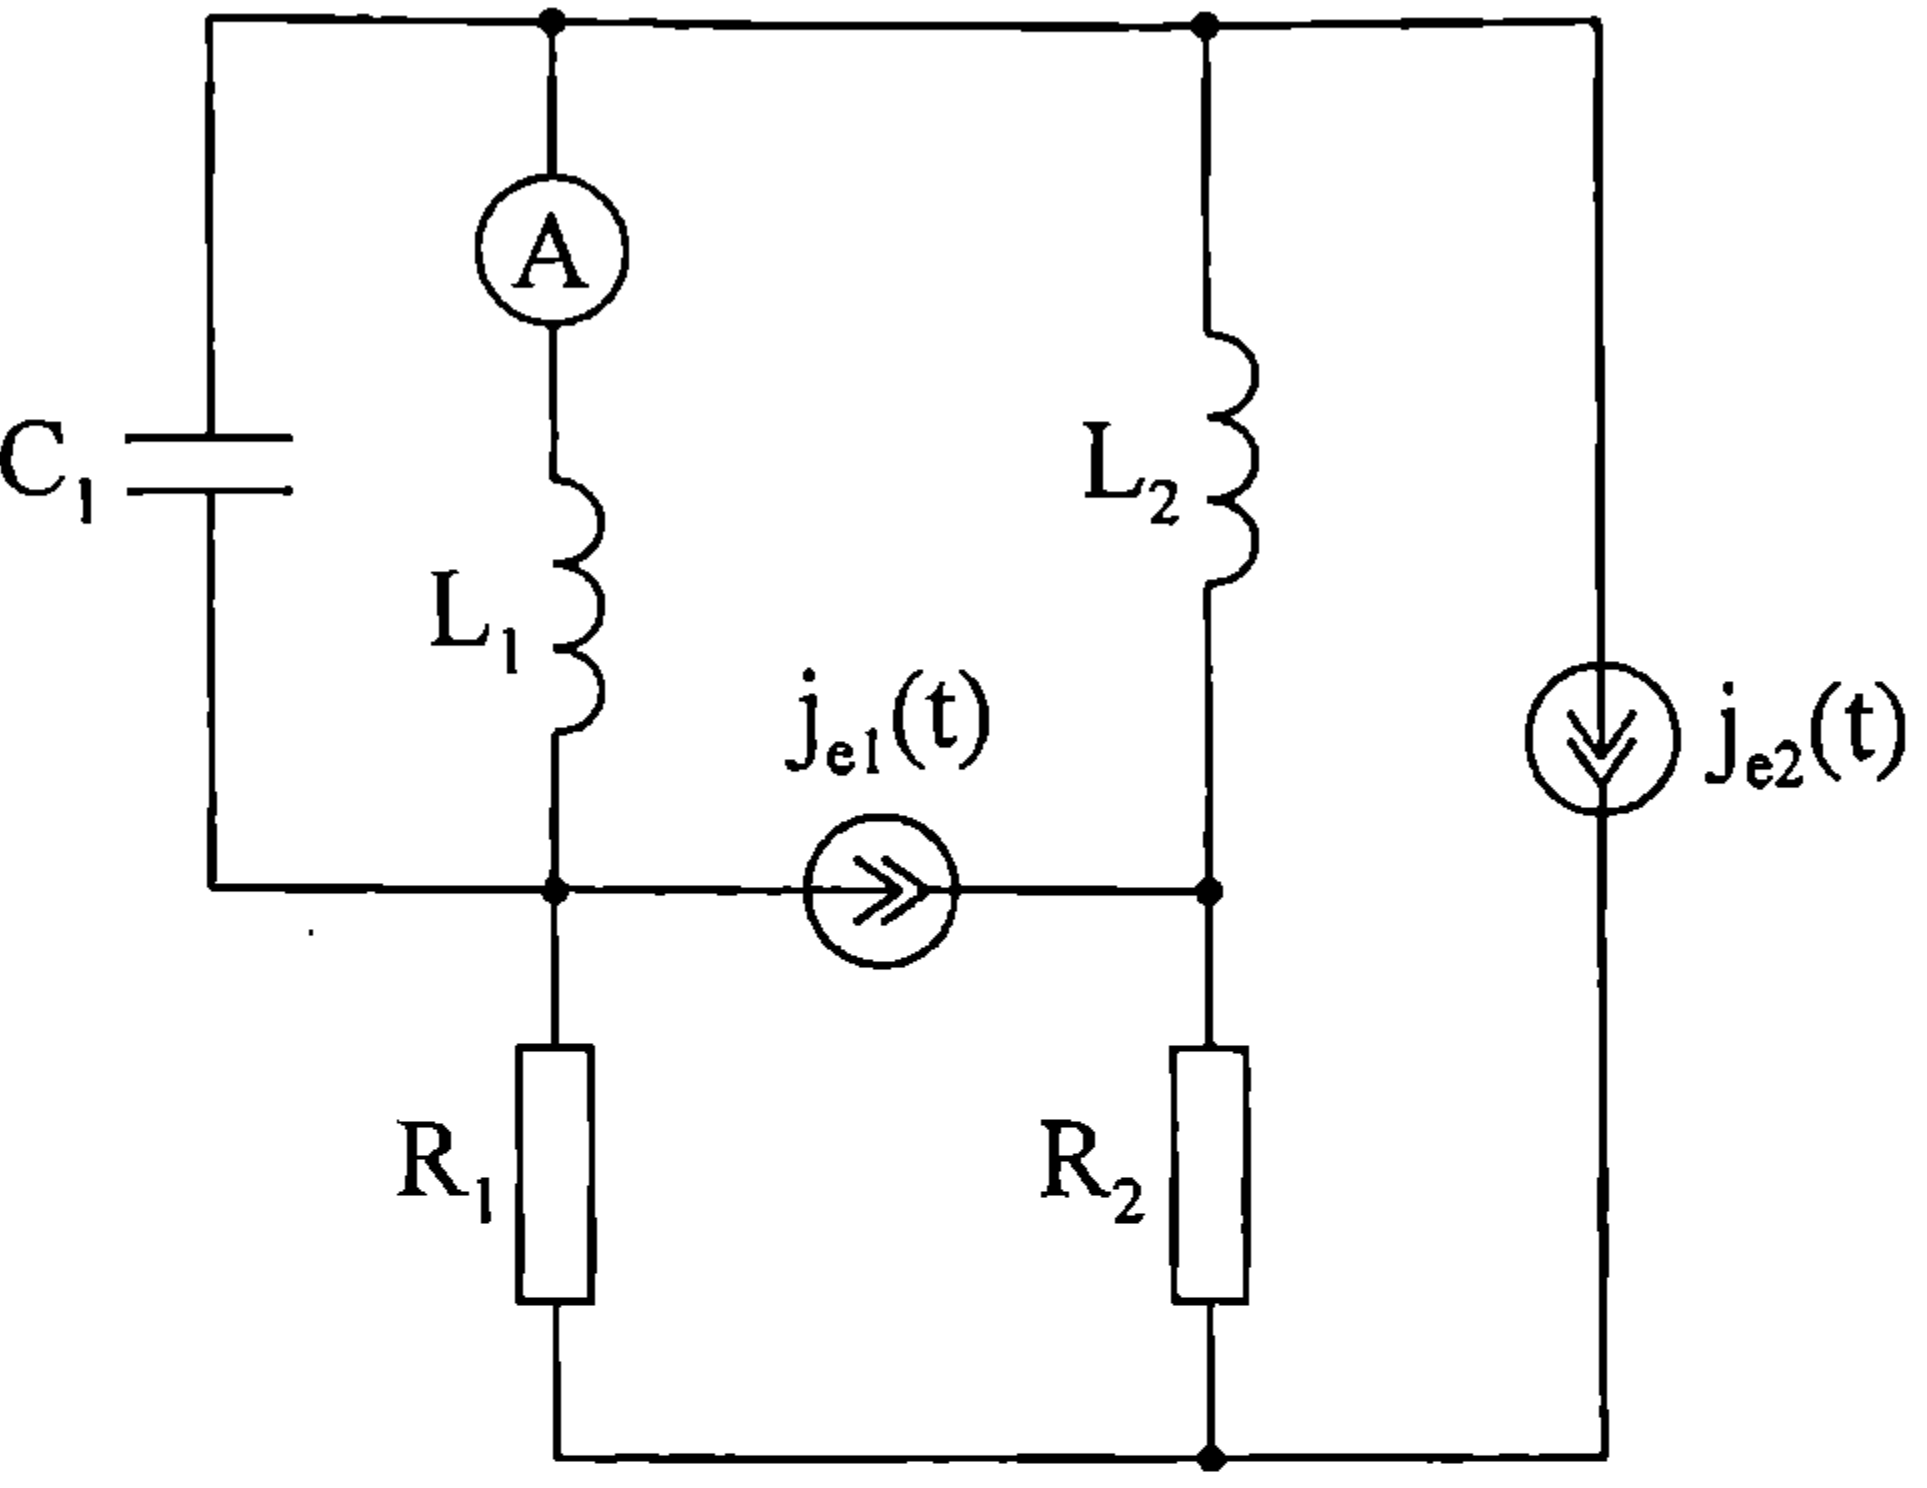 A
C₁
L₂
L₁
jₑ₁(t)
jₑ₂(t)
R₁
R₂